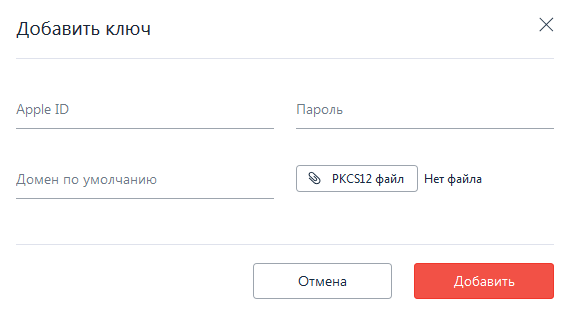 Добавить ключ
Apple ID
Пароль
Домен по умолчанию
PKCS12 файл Нет файла
Отмена
Добавить